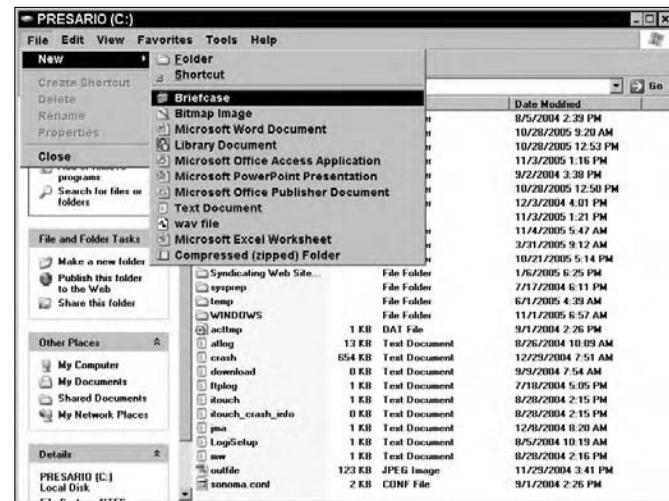 PRESARIO (C:)
File Edit View Favorites Tools Help
New
Create Shortcut
Delete
Rename
Properties
Close
Folder
Shortcut
Briefcase
Bitmap Image
Microsoft Word Document
Library Document
Microsoft Office Access Application
Microsoft PowerPoint Presentation
Microsoft Office Publisher Document
Text Document
wav file
Microsoft Excel Worksheet
Compressed (zipped) Folder
Go
programs
Search for files or
folders
File and Folder Tasks
Make a new folder
Publish this folder
to the Web
Share this folder
Other Places
My Computer
My Documents
Shared Documents
My Network Places
Details
PRESARIO (C:)
Local Disk
Date Modified
8/5/2004 2:39 PM
10/28/2005 9:20 AM
10/28/2005 12:53 PM
11/3/2005 1:16 PM
9/2/2004 3:38 PM
10/28/2005 12:50 PM
12/3/2004 4:01 PM
11/3/2005 1:21 PM
11/4/2005 5:47 AM
3/31/2005 9:12 AM
10/21/2005 5:14 PM
Syndicating Web Site... File Folder 1/6/2005 6:25 PM
sysprep File Folder 7/17/2004 6:11 PM
temp File Folder 6/1/2005 4:39 AM
WINDOWS File Folder 11/1/2005 6:57 AM
acltmp 1 KB DAT File 9/1/2004 2:26 PM
atlog 13 KB Text Document 8/26/2004 10:09 AM
crash 654 KB Text Document 12/29/2004 7:51 AM
download 0 KB Text Document 9/9/2004 7:54 AM
ftplog 1 KB Text Document 7/18/2004 5:05 PM
itouch 1 KB Text Document 8/28/2004 2:15 PM
itouch_crash_info 0 KB Text Document 8/28/2004 2:15 PM
jma 1 KB Text Document 12/8/2004 8:20 AM
LogiSetup 1 KB Text Document 8/5/2004 10:19 AM
mw 1 KB Text Document 8/28/2004 2:16 PM
outfile 123 KB JPEG Image 11/29/2004 3:41 PM
sonoma.conf 2 KB CONF File 9/1/2004 2:26 PM